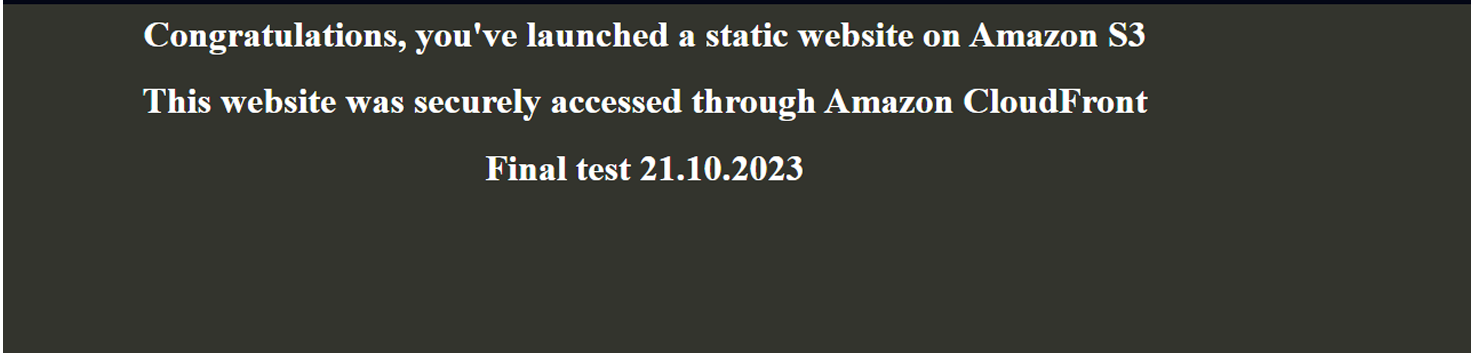 Congratulations, you've launched a static website on Amazon S3
This website was securely accessed through Amazon CloudFront
Final test 21.10.2023